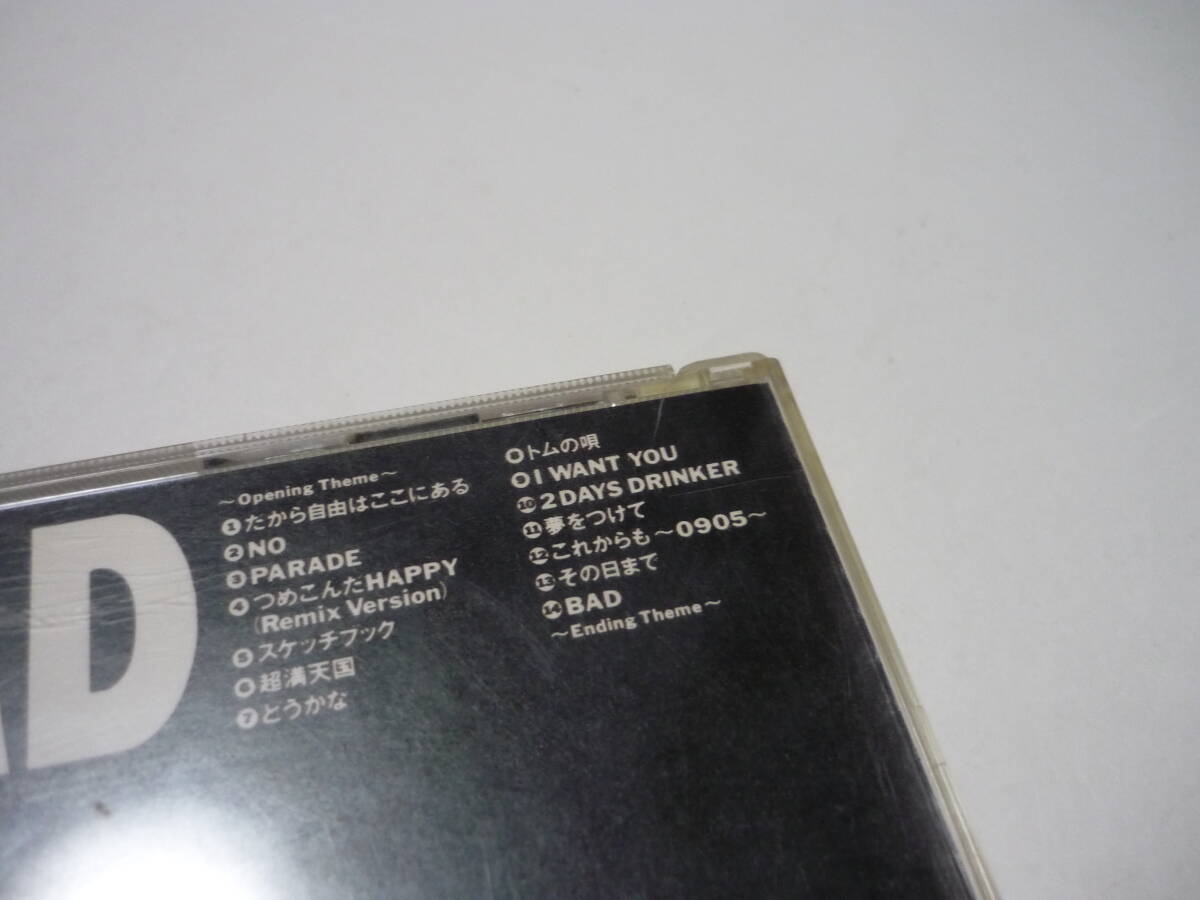 AD
~Opening Theme~
❶たから自由はここにある
❷NO
❸PARADE
❹つめこんだHAPPY
(Remix Version)
❺スケッチブック
❻超満天国
❼どうかな
❽トムの唄
❾I WANT YOU
❿2DAYS DRINKER
⓫夢をつけて
⓬これからも ~0905~
⓭その日まで
⓮BAD
~Ending Theme~